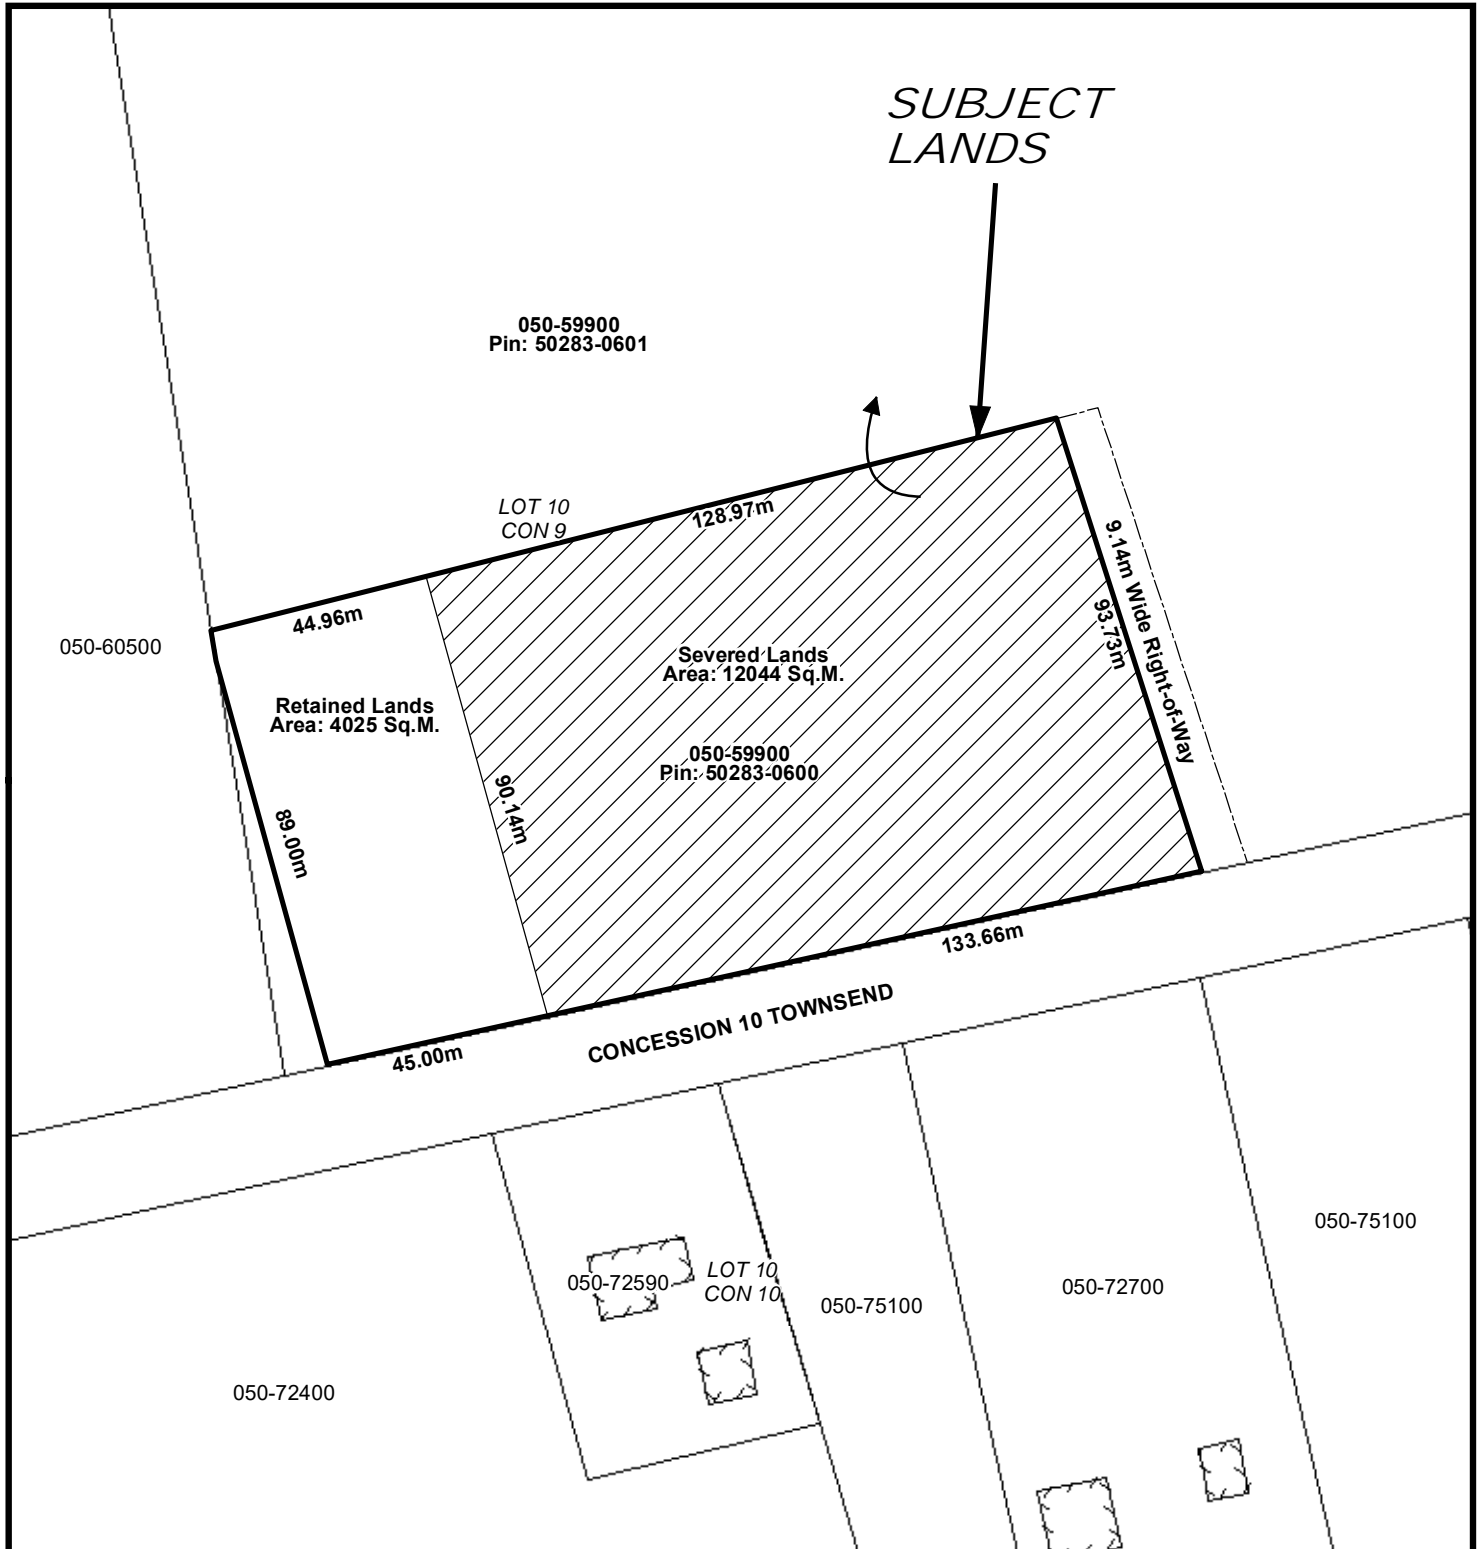 SUBJECT
LANDS
050-59900
Pin: 50283-0601
LOT 10
CON 9
128.97m
9.14m Wide Right-of-Way
93.73m
44.96m
050-60500
Severed Lands
Area: 12044 Sq.M.
Retained Lands
Area: 4025 Sq.M.
050-59900
Pin: 50283-0600
90.14m
89.00m
133.66m
CONCESSION 10 TOWNSEND
45.00m
050-75100
050-72590
LOT 10
CON 10
050-75100
050-72700
050-72400